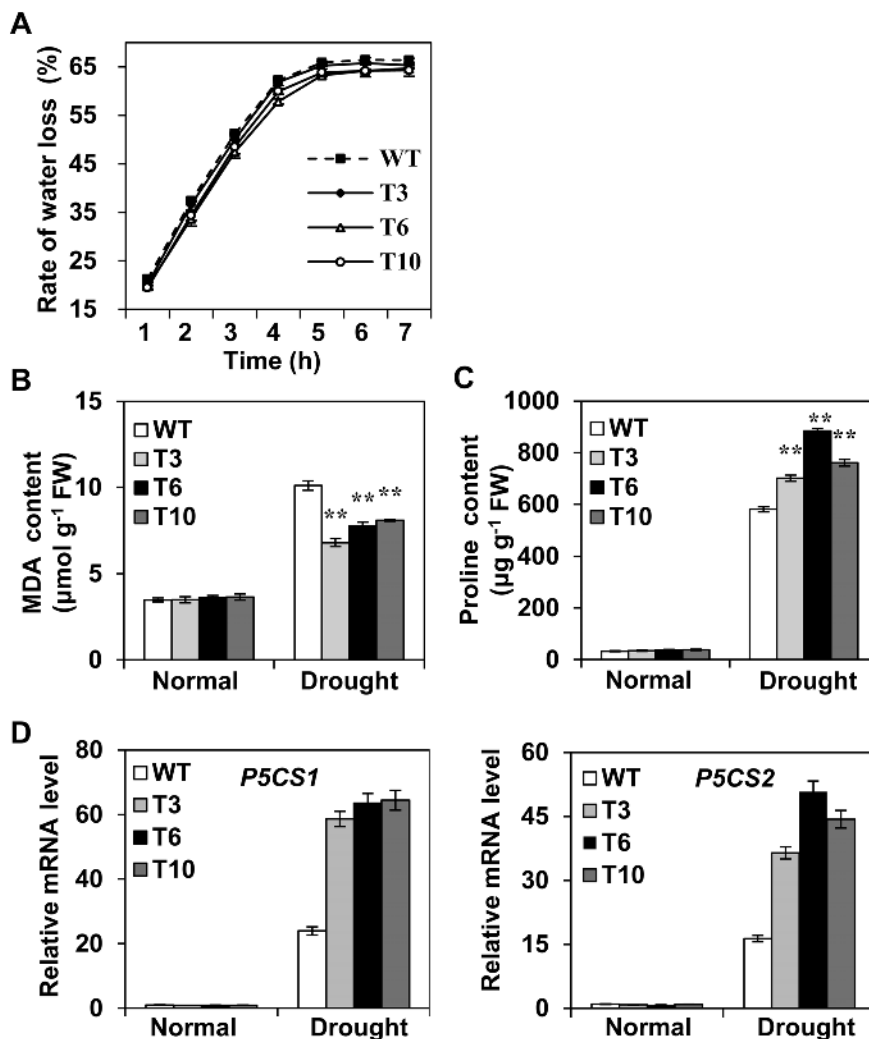 A
Rate of water loss (%)
65
55
45
35
25
15
WT
T3
T6
T10
1 2 3 4 5 6 7
Time (h)
B
MDA content
(µmol g-1 FW)
15
10
5
0
WT
T3
T6
T10
** ** **
Normal Drought
C
Proline content
(µg g-1 FW)
1000
800
600
400
200
0
WT
T3
T6
T10
** ** **
Normal Drought
D
Relative mRNA level
80
60
40
20
0
WT
T3
T6
T10
P5CS1
Normal Drought
Relative mRNA level
60
45
30
15
0
WT
T3
T6
T10
P5CS2
Normal Drought